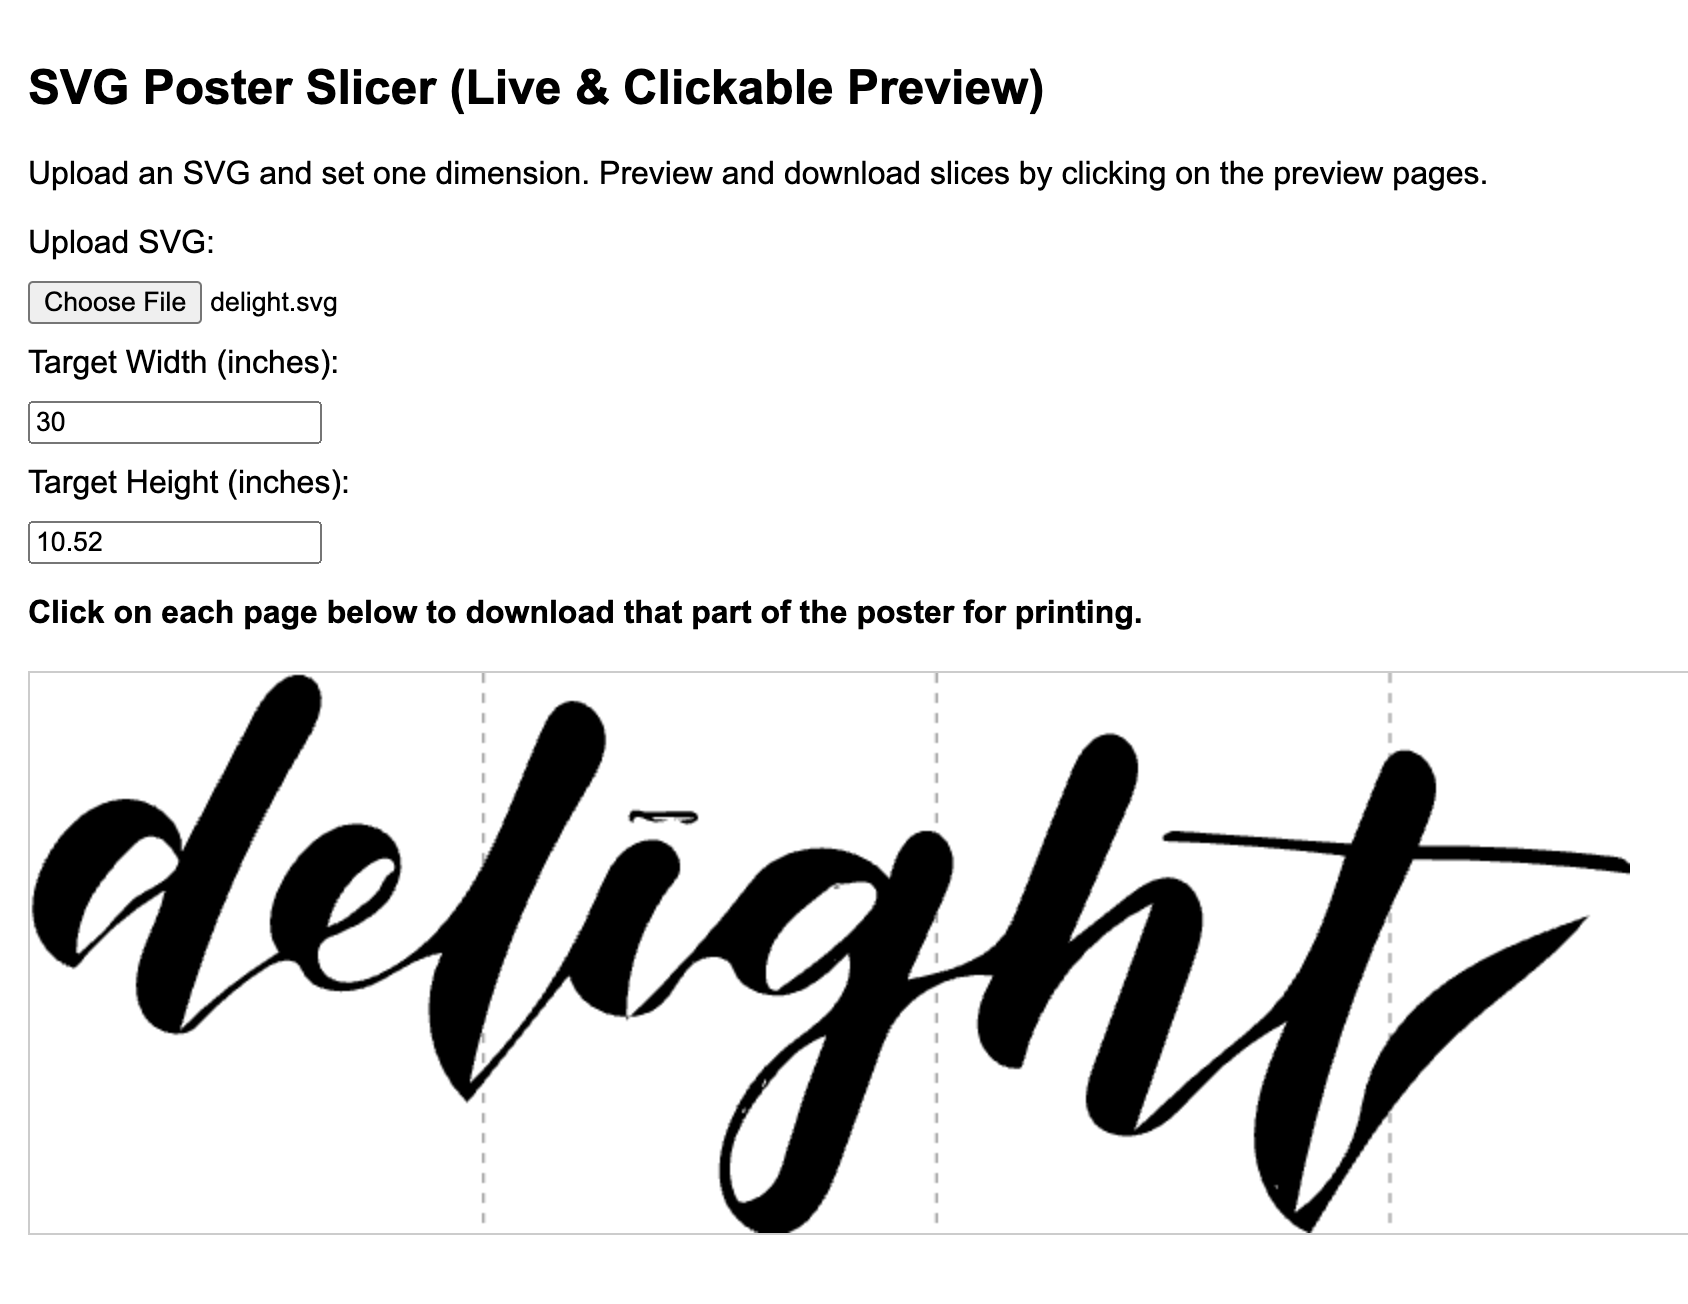 SVG Poster Slicer (Live & Clickable Preview)
Upload an SVG and set one dimension. Preview and download slices by clicking on the preview pages.
Upload SVG:
Choose File delight.svg
Target Width (inches):
30
Target Height (inches):
10.52
Click on each page below to download that part of the poster for printing.
delight